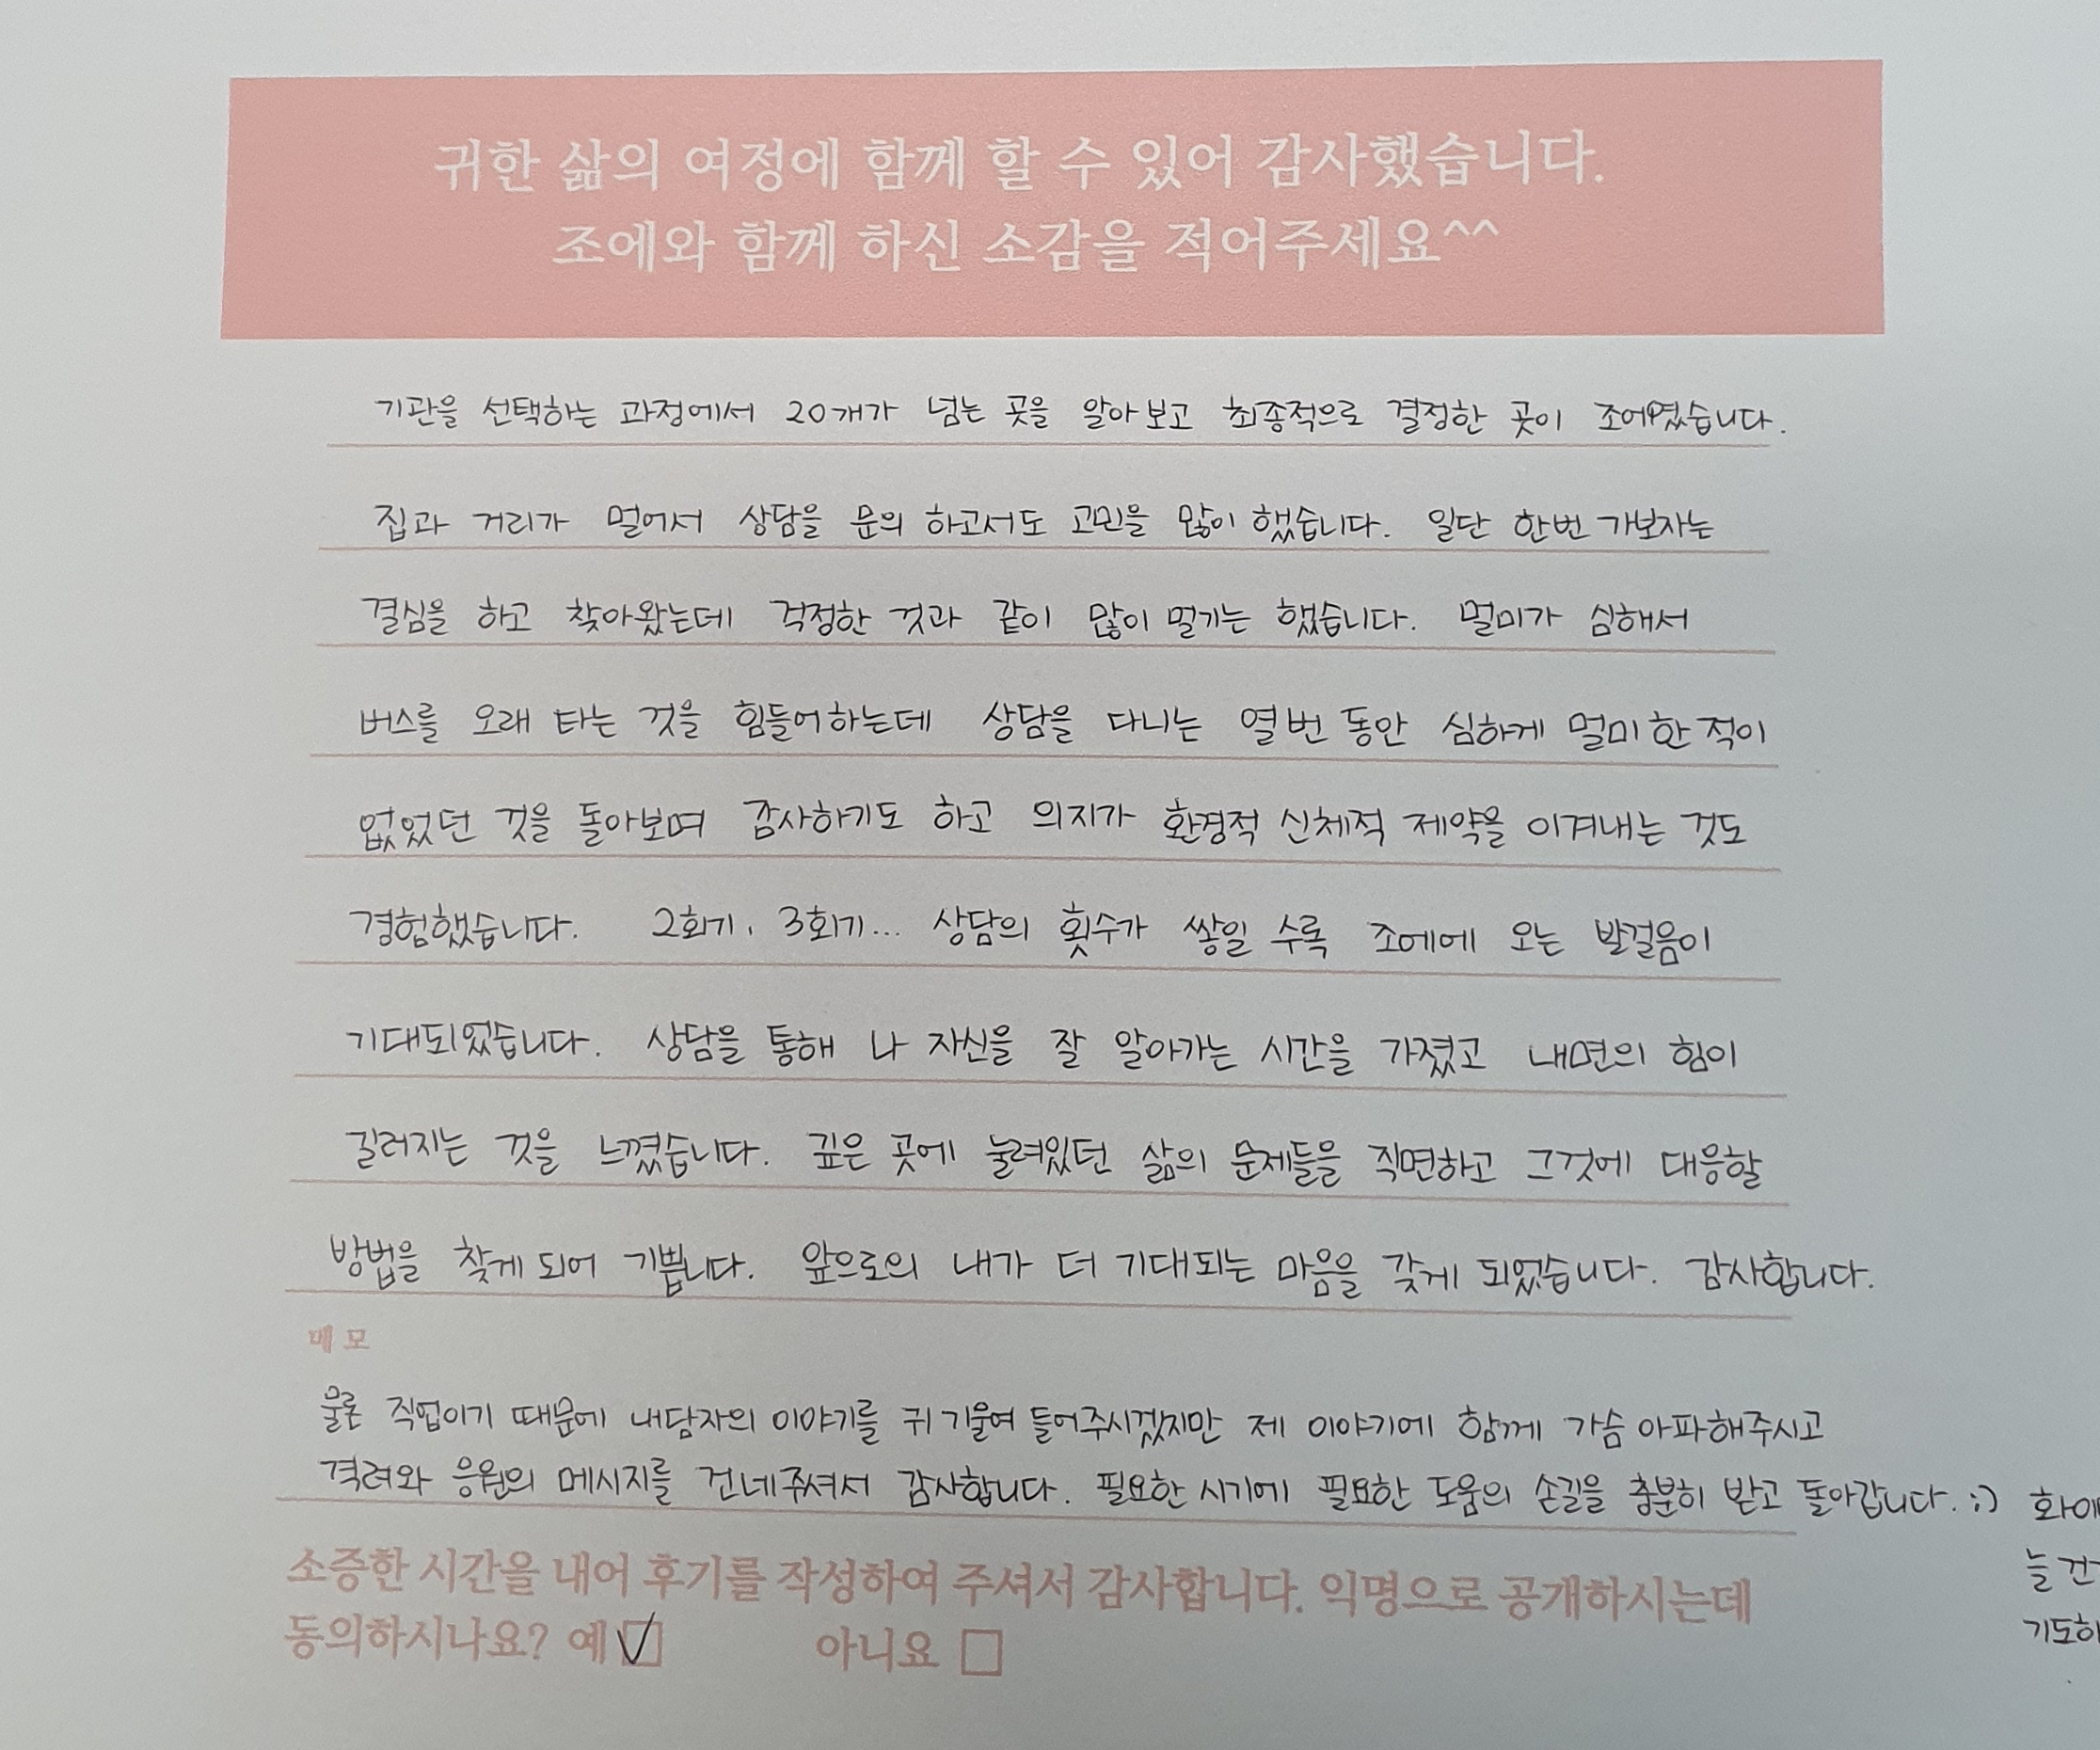 귀한 삶의 여정에 함께 할 수 있어 감사했습니다.
조에와 함께 하신 소감을 적어주세요^^
기관을 선택하는 과정에서 20개가 넘는 곳을 알아보고 최종적으로 결정한 곳이 조에였습니다.
집과 거리가 멀어서 상담을 문의 하고서도 고민을 많이 했습니다. 일단 한번 가보자는
결심을 하고 찾아왔는데 걱정한 것과 같이 많이 멀기는 했습니다. 멀미가 심해서
버스를 오래 타는 것을 힘들어하는데 상담을 다니는 열번 동안 심하게 멀미 한 적이
없었던 것을 돌아보며 감사하기도 하고 의지가 환경적 신체적 제약을 이겨내는 것도
경험했습니다. 2회기, 3회기... 상담의 횟수가 쌓일 수록 조에에 오는 발걸음이
기대되었습니다. 상담을 통해 나 자신을 잘 알아가는 시간을 가졌고 내면의 힘이
길러지는 것을 느꼈습니다. 깊은 곳에 눌려있던 삶의 문제들을 직면하고 그것에 대응할
방법을 찾게 되어 기쁩니다. 앞으로의 내가 더 기대되는 마음을 갖게 되었습니다. 감사합니다.
메모
물론 직업이기 때문에 내담자의 이야기를 귀 기울여 들어주시겠지만 제 이야기에 함께 가슴 아파해주시고
격려와 응원의 메시지를 건네주셔서 감사합니다. 필요한 시기에 필요한 도움의 손길을 충분히 받고 돌아갑니다. :)
늘
소중한 시간을 내어 후기를 작성하여 주셔서 감사합니다. 익명으로 공개하시는데
동의하시나요? 예 아니요